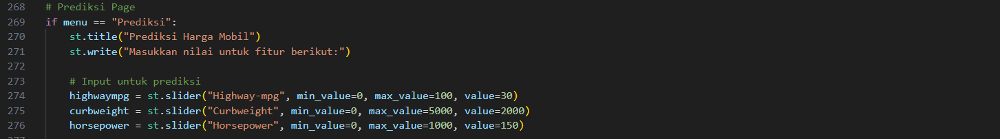 268 # Prediksi Page
269 if menu == "Prediksi":
270 st.title("Prediksi Harga Mobil")
271 st.write("Masukkan nilai untuk fitur berikut:")
272
273 # Input untuk prediksi
274 highwaympg = st.slider("Highway-mpg", min_value=0, max_value=100, value=30)
275 curbweight = st.slider("Curbweight", min_value=0, max_value=5000, value=2000)
276 horsepower = st.slider("Horsepower", min_value=0, max_value=1000, value=150)